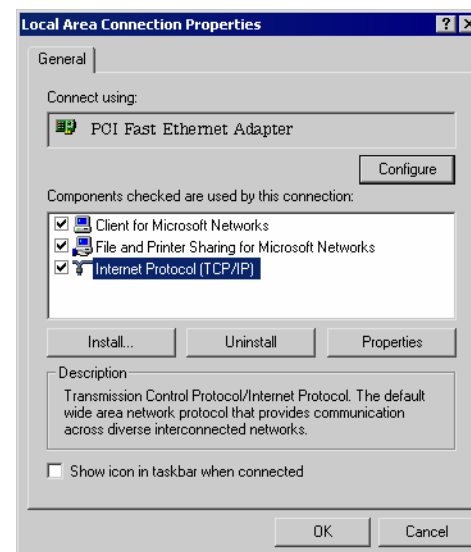 Local Area Connection Properties
General
Connect using:
PCI Fast Ethernet Adapter
Configure
Components checked are used by this connection:
Client for Microsoft Networks
File and Printer Sharing for Microsoft Networks
Internet Protocol (TCP/IP)
Install... Uninstall Properties
Description
Transmission Control Protocol/Internet Protocol. The default
wide area network protocol that provides communication
across diverse interconnected networks.
Show icon in taskbar when connected
OK Cancel